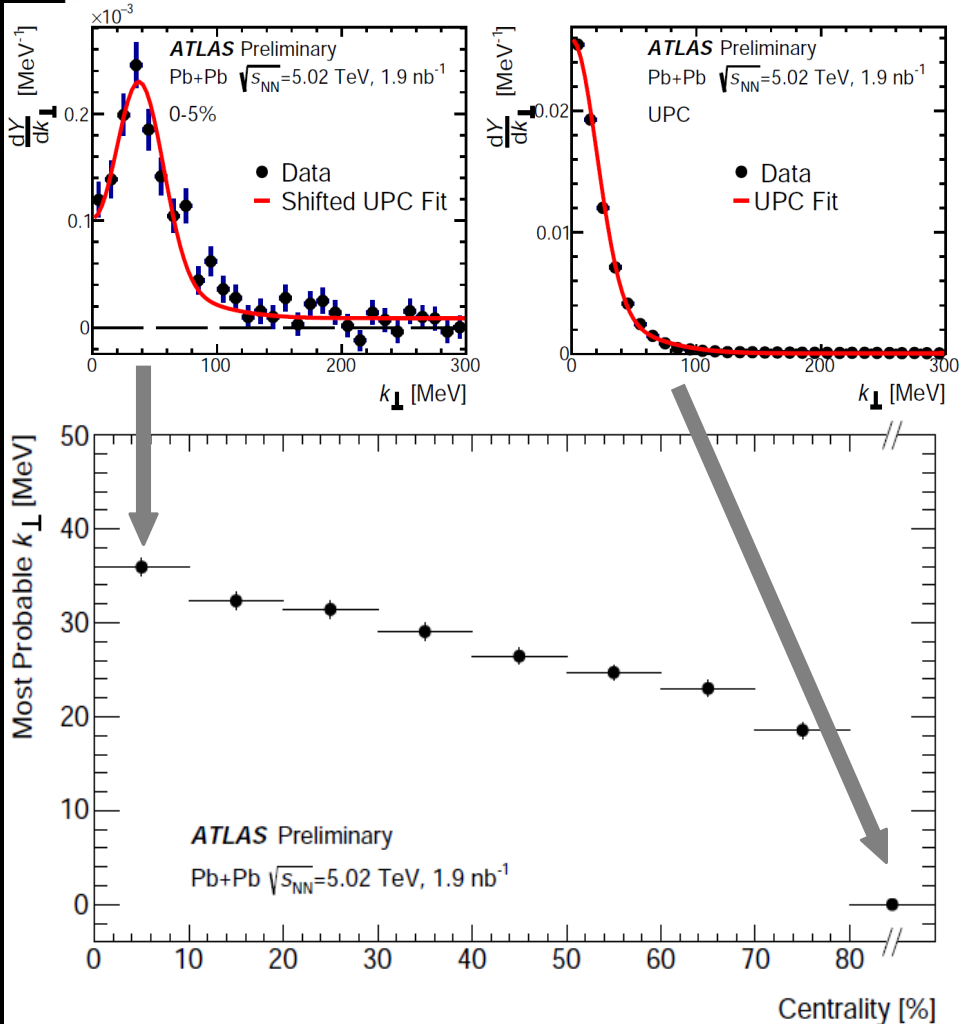 ×10⁻³
dY/dk⊥ [MeV⁻¹]
ATLAS Preliminary
Pb+Pb √sNN=5.02 TeV, 1.9 nb⁻¹
0-5%
Data
Shifted UPC Fit
0.2
0.1
0
0 100 200 300
k⊥ [MeV]
dY/dk⊥ [MeV⁻¹]
ATLAS Preliminary
Pb+Pb √sNN=5.02 TeV, 1.9 nb⁻¹
UPC
Data
UPC Fit
0.02
0.01
0
0 100 200 300
k⊥ [MeV]
Most Probable k⊥ [MeV]
50
40
30
20
10
0
ATLAS Preliminary
Pb+Pb √sNN=5.02 TeV, 1.9 nb⁻¹
0 10 20 30 40 50 60 70 80
Centrality [%]